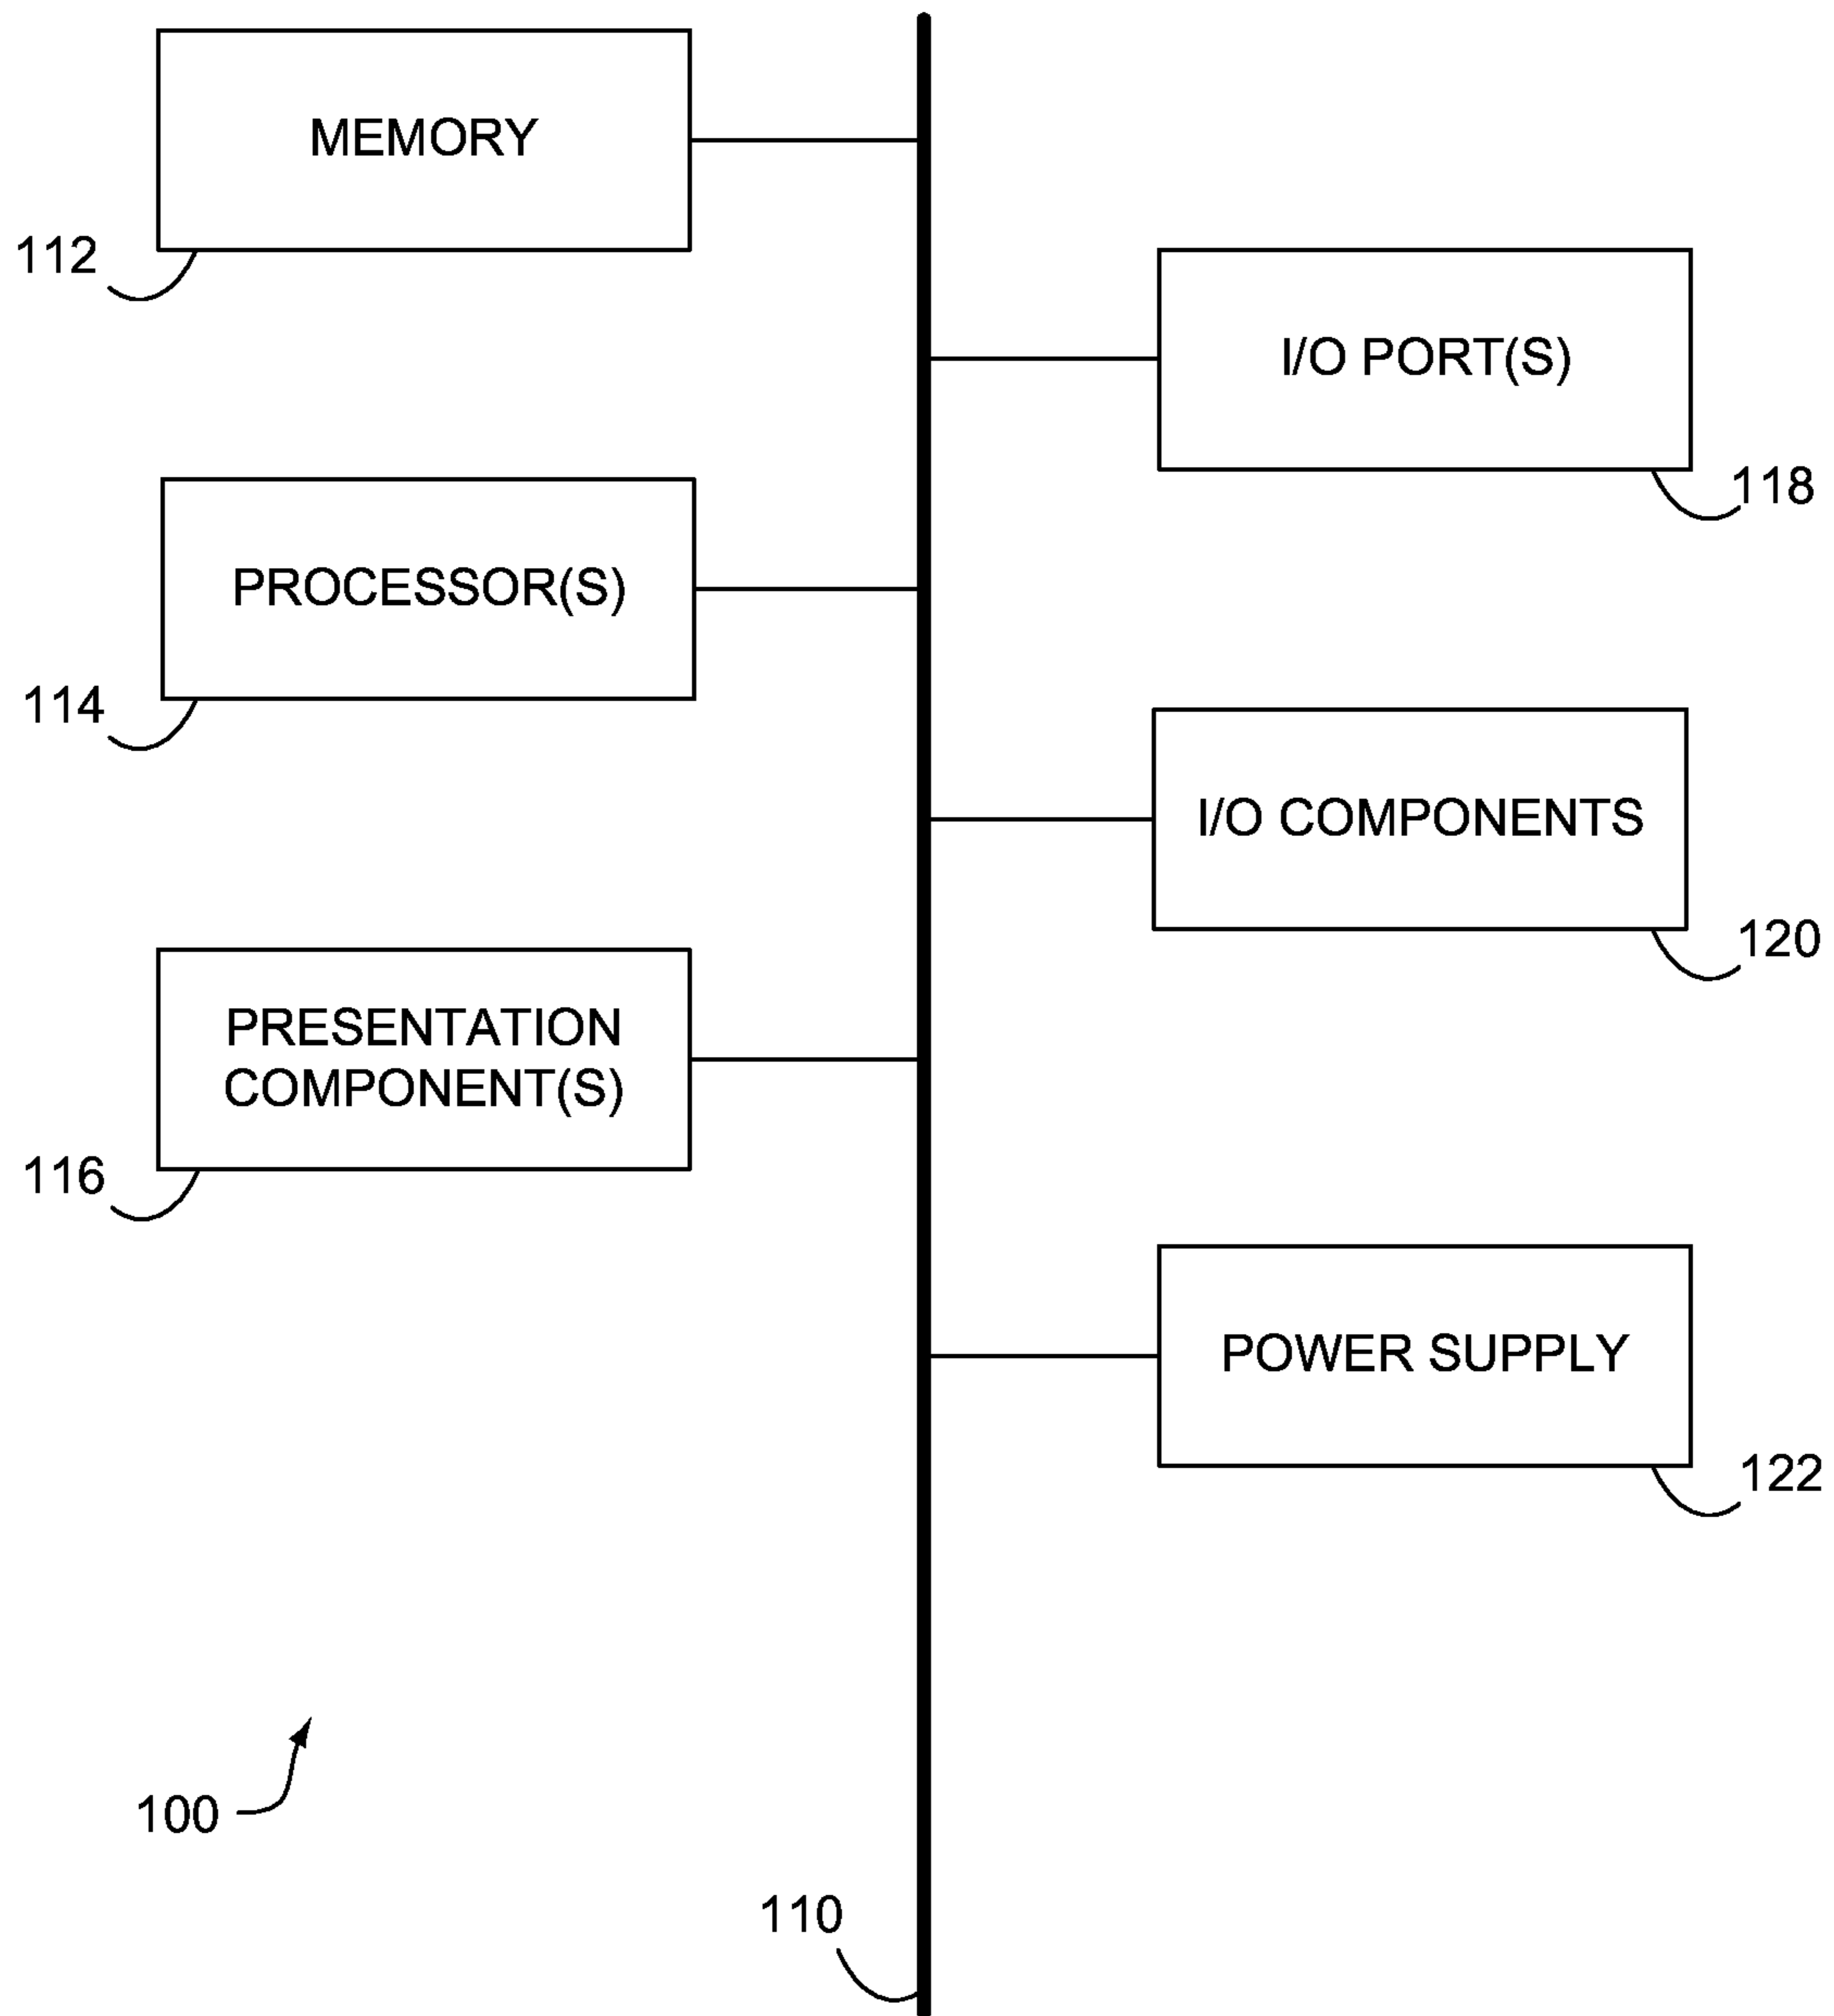 MEMORY
112
I/O PORT(S)
118
PROCESSOR(S)
114
I/O COMPONENTS
120
PRESENTATION
COMPONENT(S)
116
POWER SUPPLY
122
100
110